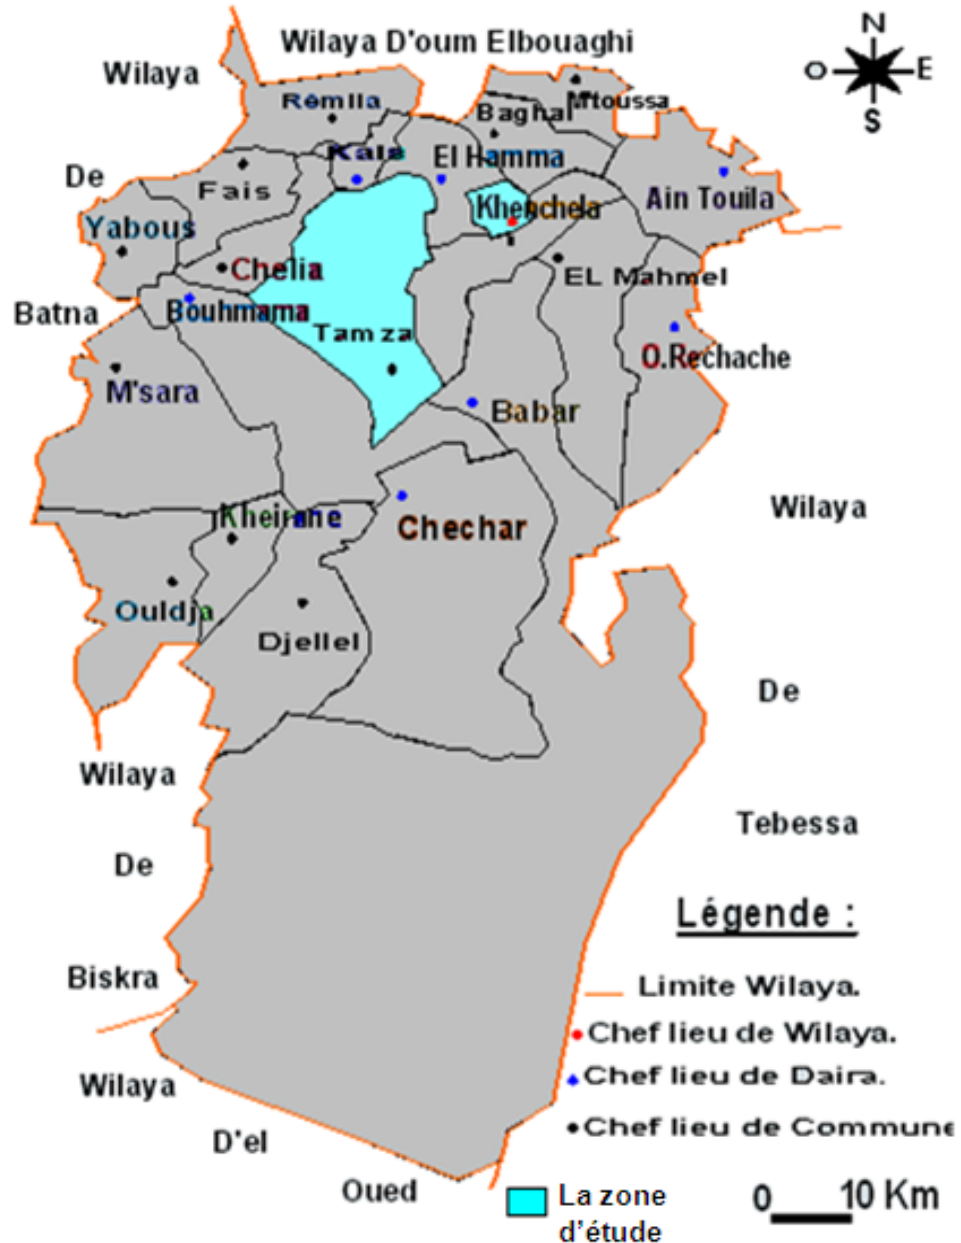 N
Wilaya D'oum Elbouaghi
Wilaya
O
E
Mtoussa
Remila
Baghai
S
Kais
El Hamma
De
Fais
Ain Touila
Khenchela
Yabous
Chelia
EL Mahmel
Batna
Bouhmama
Tamza
O.Rechache
M'sara
Babar
Wilaya
Kheirane
Chechar
Ouldja
Djellel
De
Wilaya
Tebessa
De
Légende :
Biskra
Limite Wilaya.
Chef lieu de Wilaya.
Wilaya
Chef lieu de Daira.
D'el
Chef lieu de Commune
Oued
La zone
d'étude
0 10 Km